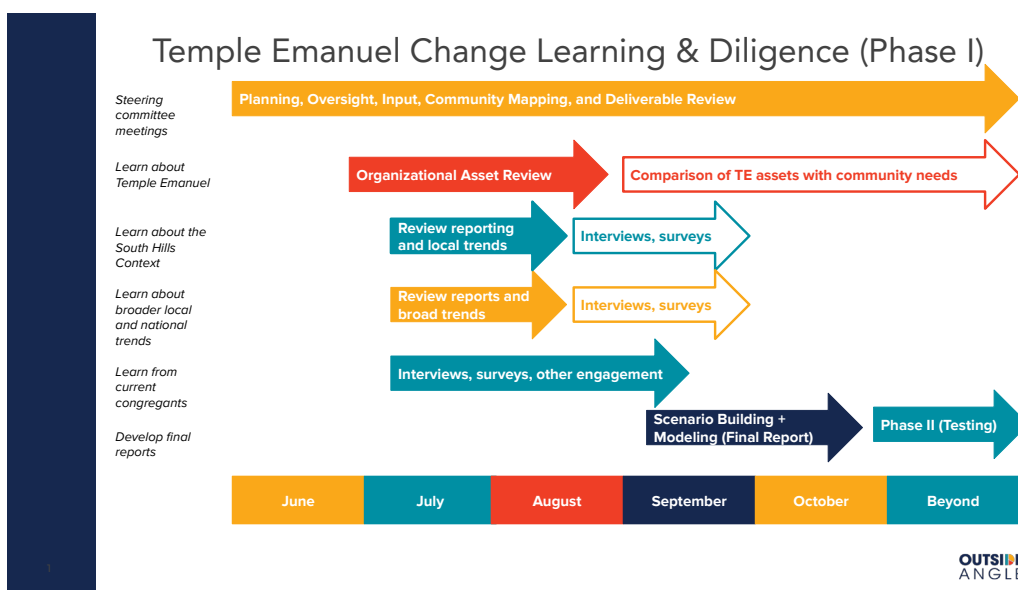 Temple Emanuel Change Learning & Diligence (Phase I)
Steering
committee
meetings
Planning, Oversight, Input, Community Mapping, and Deliverable Review
Learn about
Temple Emanuel
Organizational Asset Review
Comparison of TE assets with community needs
Learn about the
South Hills
Context
Review reporting
and local trends
Interviews, surveys
Learn about
broader local
and national
trends
Review reports and
broad trends
Interviews, surveys
Learn from
current
congregants
Interviews, surveys, other engagement
Develop final
reports
Scenario Building +
Modeling (Final Report)
Phase II (Testing)
June
July
August
September
October
Beyond
1
OUTSIDE
ANGLE